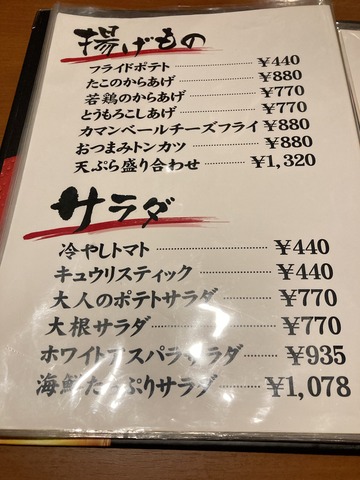 揚げもの
フライドポテト ¥440
たこのからあげ ¥880
若鶏のからあげ ¥770
とうもろこしあげ ¥770
カマンベールチーズフライ ¥880
おつまみトンカツ ¥880
天ぷら盛り合わせ ¥1,320
サラダ
冷やしトマト ¥440
キュウリスティック ¥440
大人のポテトサラダ ¥770
大根サラダ ¥770
ホワイトアスパラサラダ ¥935
海鮮たっぷりサラダ ¥1,078